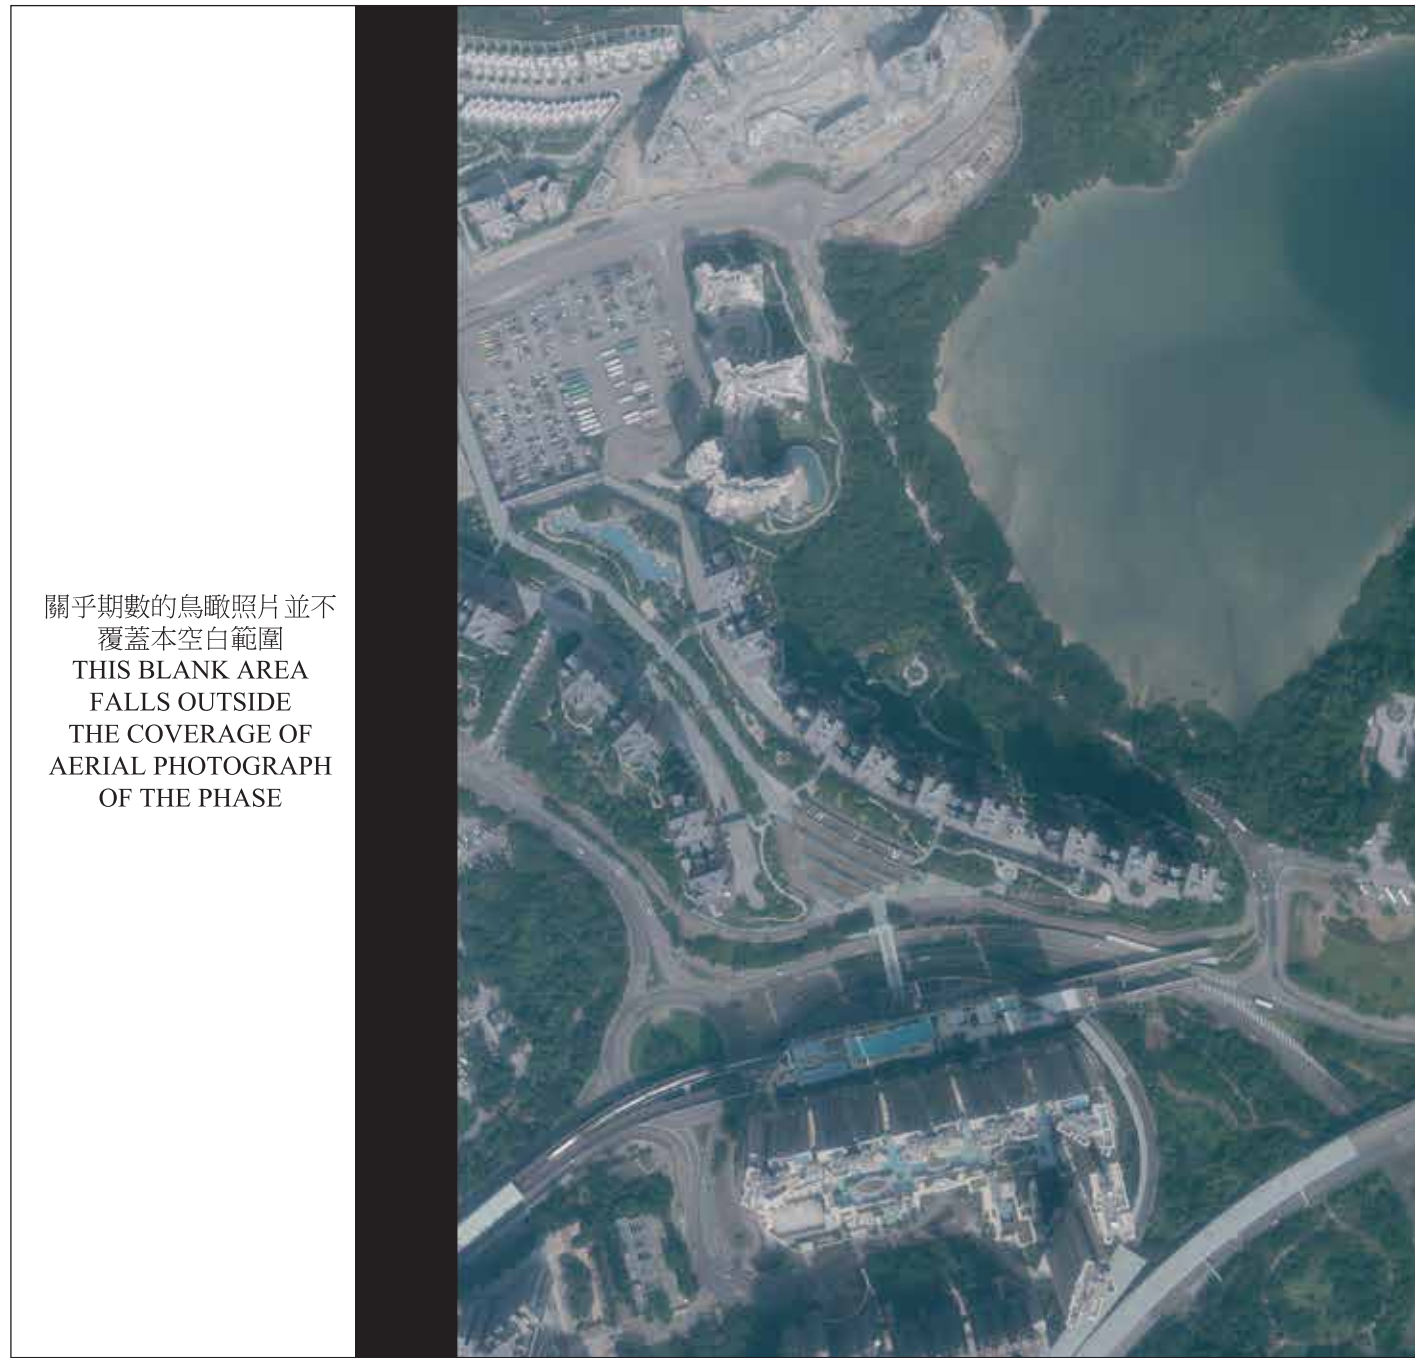 關乎期數的鳥瞰照片並不
覆蓋本空白範圍
THIS BLANK AREA
FALLS OUTSIDE
THE COVERAGE OF
AERIAL PHOTOGRAPH
OF THE PHASE